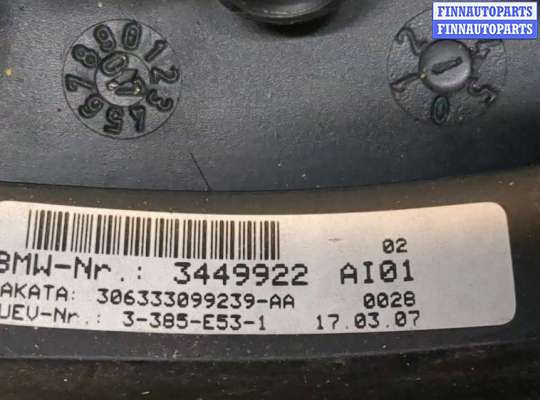 FINNAUTOPARTS
FINNAUTOPARTS
02
BMW-Nr.: 3449922 AI01
AKATA: 306333099239-AA 0028
UEV-Nr.: 3-385-E53-1 17.03.07